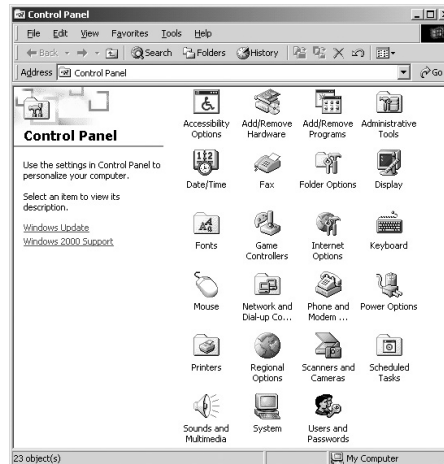 Control Panel
File Edit View Favorites Tools Help
Back Search Folders History
Address Control Panel Go
Control Panel
Use the settings in Control Panel to
personalize your computer.
Select an item to view its
description.
Windows Update
Windows 2000 Support
Accessibility
Options
Add/Remove
Hardware
Add/Remove
Programs
Administrative
Tools
Date/Time
Fax
Folder Options
Display
Fonts
Game
Controllers
Internet
Options
Keyboard
Mouse
Network and
Dial-up Co...
Phone and
Modem ...
Power Options
Printers
Regional
Options
Scanners and
Cameras
Scheduled
Tasks
Sounds and
Multimedia
System
Users and
Passwords
23 object(s) My Computer